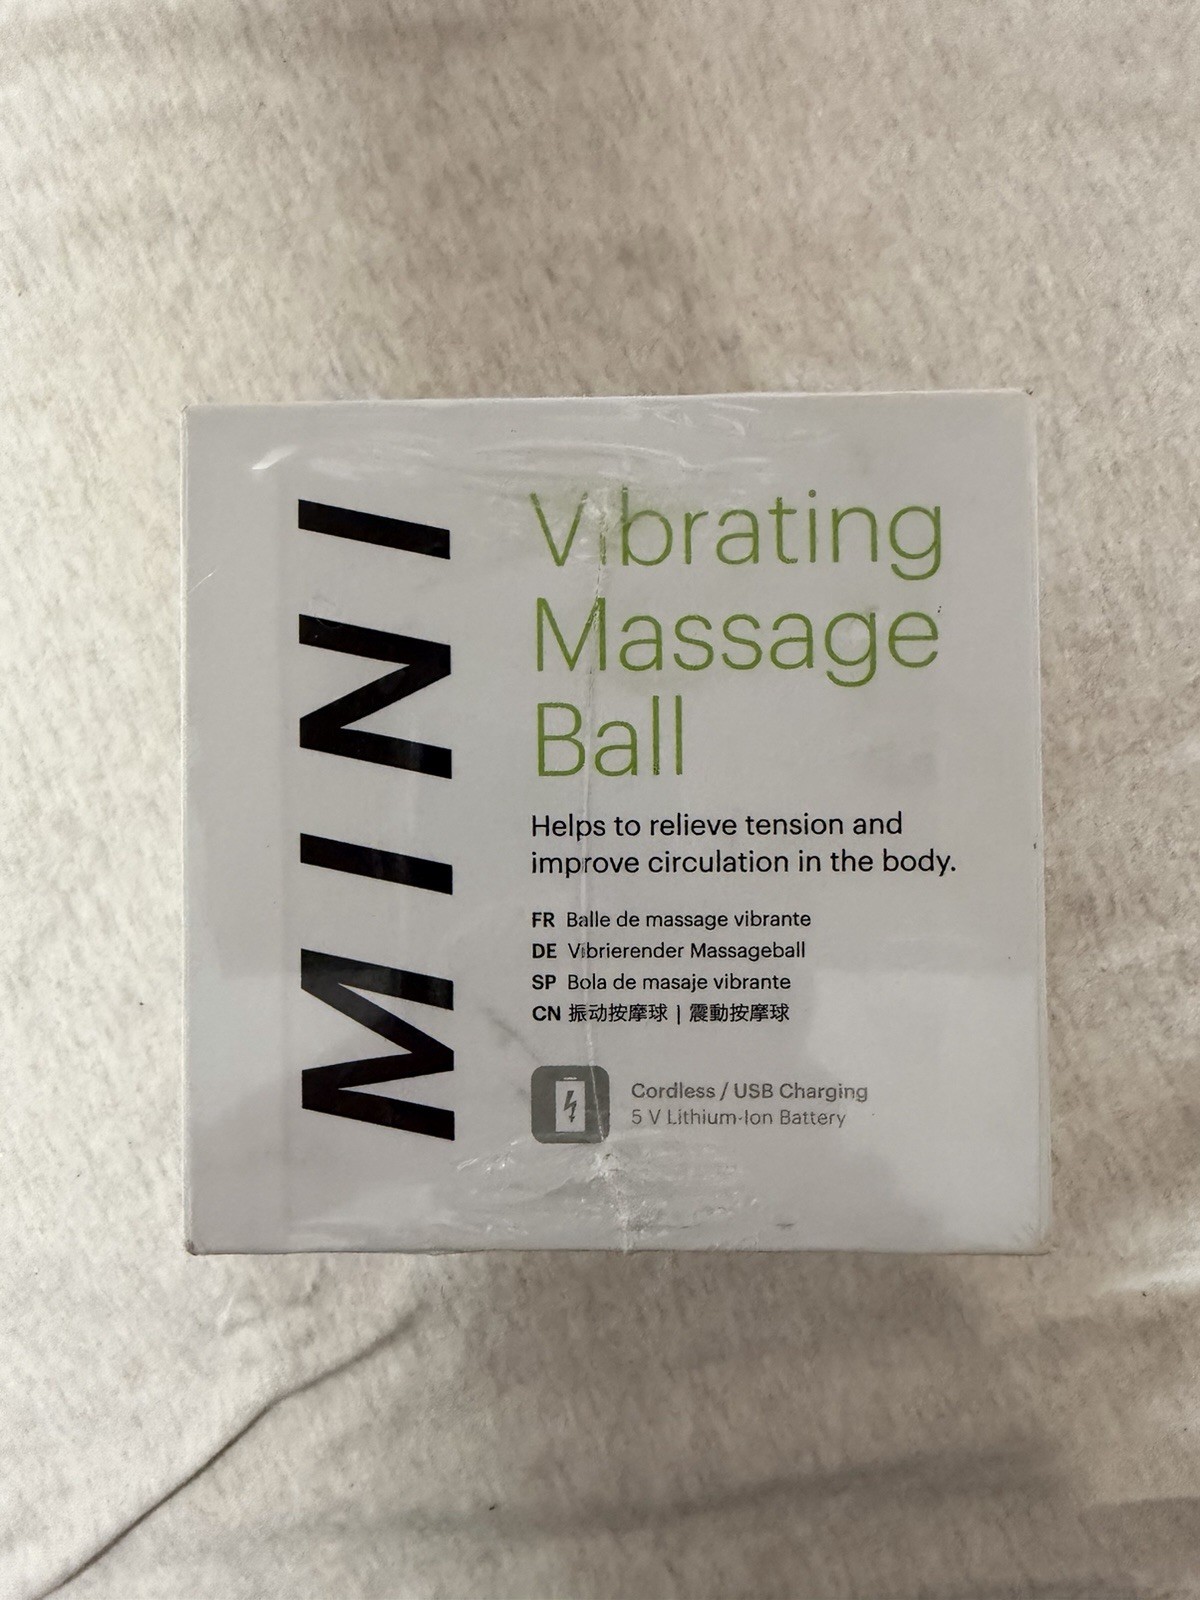 MINI
Vibrating
Massage
Ball
Helps to relieve tension and
improve circulation in the body.
FR Balle de massage vibrante
DE Vibrierender Massageball
SP Bola de masaje vibrante
CN 振动按摩球 | 震動按摩球
Cordless / USB Charging
5 V Lithium-Ion Battery